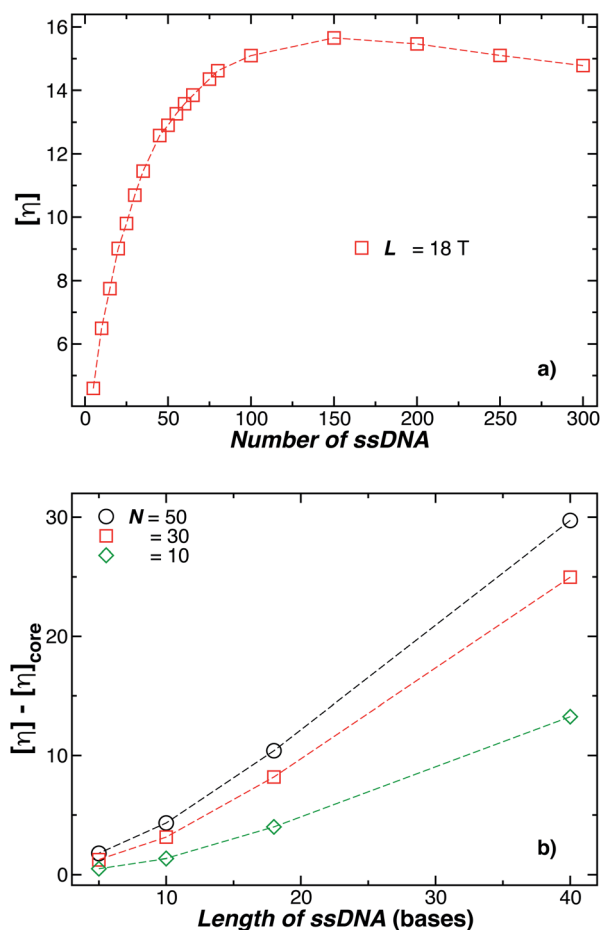 16
14
12
10
8
6
[η]
L = 18 T
a)
0 50 100 150 200 250 300
Number of ssDNA
30
20
10
0
[η] - [η]core
N = 50
= 30
= 10
b)
10 20 30 40
Length of ssDNA (bases)